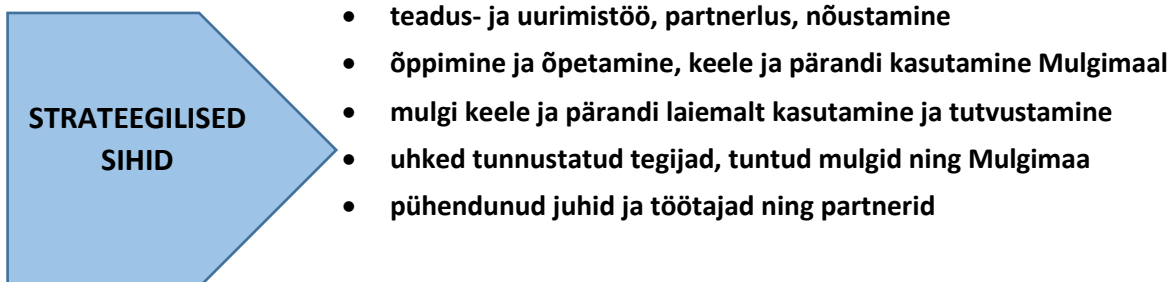 STRATEEGILISED
SIHID
• teadus- ja uurimistöö, partnerlus, nõustamine
• õppimine ja õpetamine, keele ja pärandi kasutamine Mulgimaal
• mulgi keele ja pärandi laiemalt kasutamine ja tutvustamine
• uhked tunnustatud tegijad, tuntud mulgid ning Mulgimaa
• pühendunud juhid ja töötajad ning partnerid